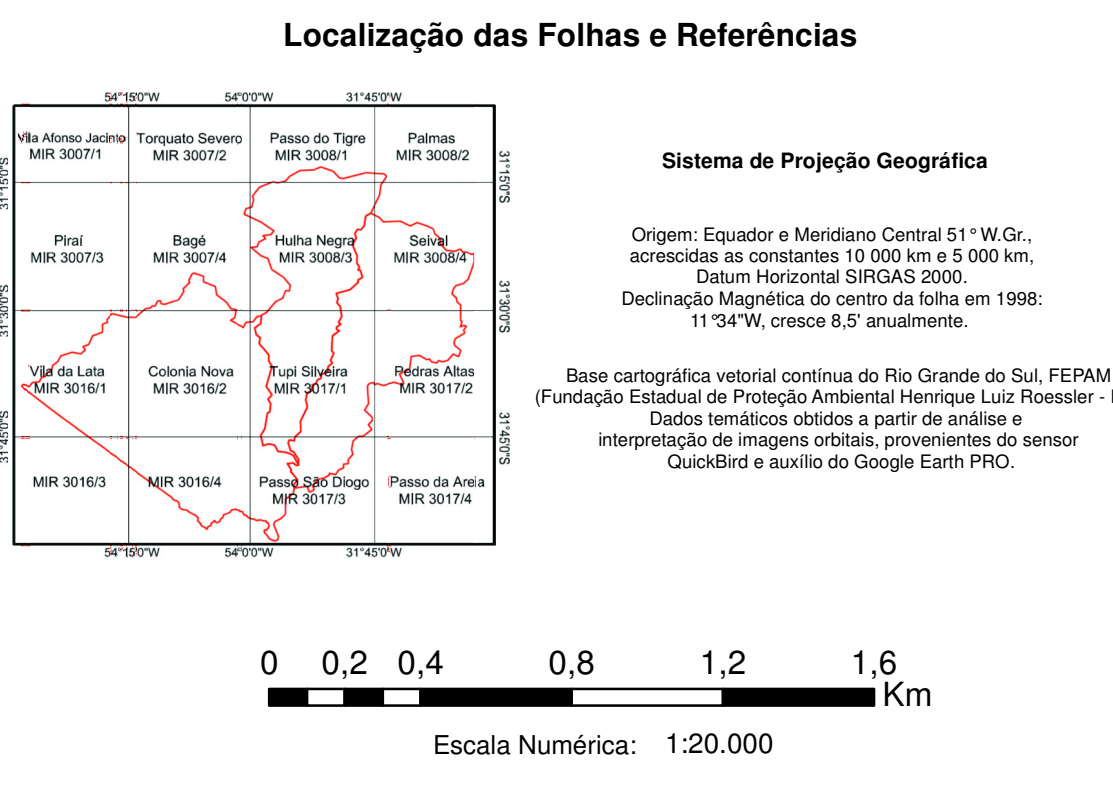 Localização das Folhas e Referências
54°15'0"W 54°0'0"W 31°45'0"W
Vila Afonso Jacinto Torquato Severo Passo do Tigre Palmas
MIR 3007/1 MIR 3007/2 MIR 3008/1 MIR 3008/2
31°15'0"S 31°15'0"S
Piraí Bagé Hulha Negra Seival
MIR 3007/3 MIR 3007/4 MIR 3008/3 MIR 3008/4
31°30'0"S 31°30'0"S
Vila da Lata Colonia Nova Tupi Silveira Pedras Altas
MIR 3016/1 MIR 3016/2 MIR 3017/1 MIR 3017/2
31°45'0"S 31°45'0"S
Passo São Diogo Passo da Areia
MIR 3016/3 MIR 3016/4 MIR 3017/3 MIR 3017/4
54°15'0"W 54°0'0"W 31°45'0"W
Sistema de Projeção Geográfica
Origem: Equador e Meridiano Central 51° W.Gr.,
acrescidas as constantes 10 000 km e 5 000 km,
Datum Horizontal SIRGAS 2000.
Declinação Magnética do centro da folha em 1998:
11°34"W, cresce 8,5' anualmente.
Base cartográfica vetorial contínua do Rio Grande do Sul, FEPAM
(Fundação Estadual de Proteção Ambiental Henrique Luiz Roessler -
Dados temáticos obtidos a partir de análise e
interpretação de imagens orbitais, provenientes do sensor
QuickBird e auxílio do Google Earth PRO.
0 0,2 0,4 0,8 1,2 1,6
Km
Escala Numérica: 1:20.000